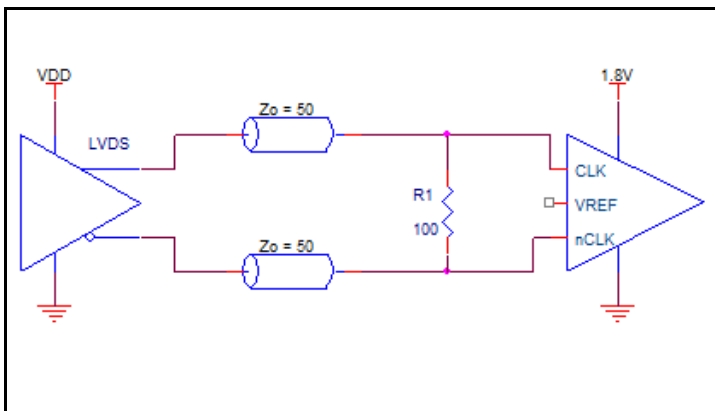 VDD
LVDS
Zo = 50
Zo = 50
R1
100
1.8V
CLK
VREF
nCLK